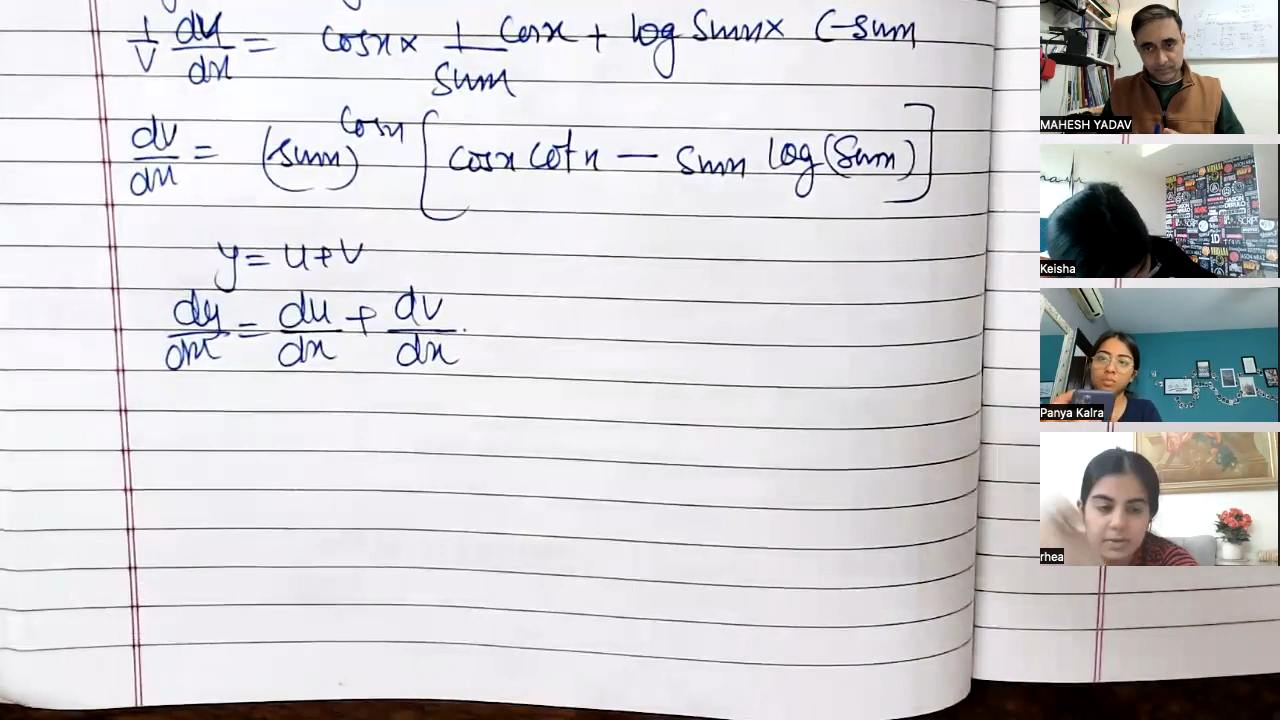 1/V du/dx = cosx × 1/sinx cosx + log sinx × (-sinx
dv/dx = (sinx)^cosx [cosx cotx – sinx log(sinx)]
y = u+v
dy/dx = du/dx + dv/dx.
MAHESH YADAV
Keisha
Panya Kalra
rhea